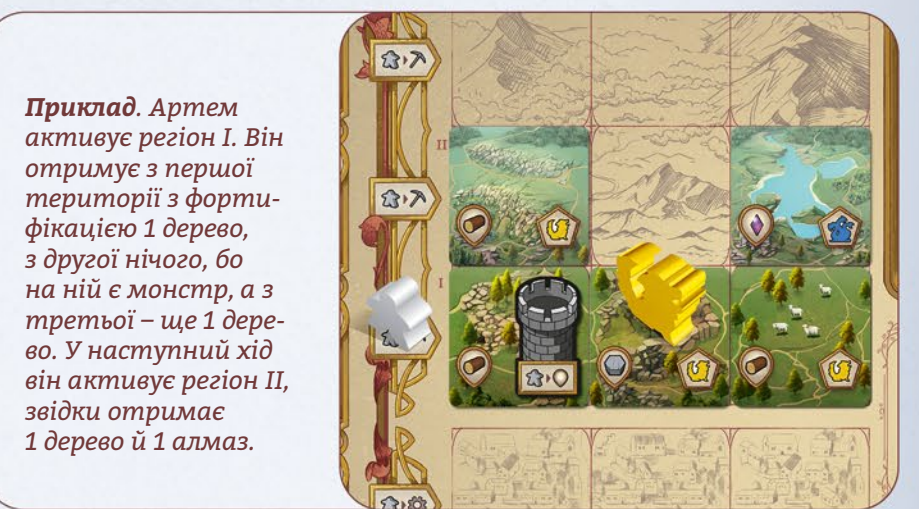 Приклад. Артем
активує регіон I. Він
отримує з першої
території з форти-
фікацією 1 дерево,
з другої нічого, бо
на ній є монстр, а з
третьої – ще 1 дере-
во. У наступний хід
він активує регіон II,
звідки отримає
1 дерево й 1 алмаз.
II
I